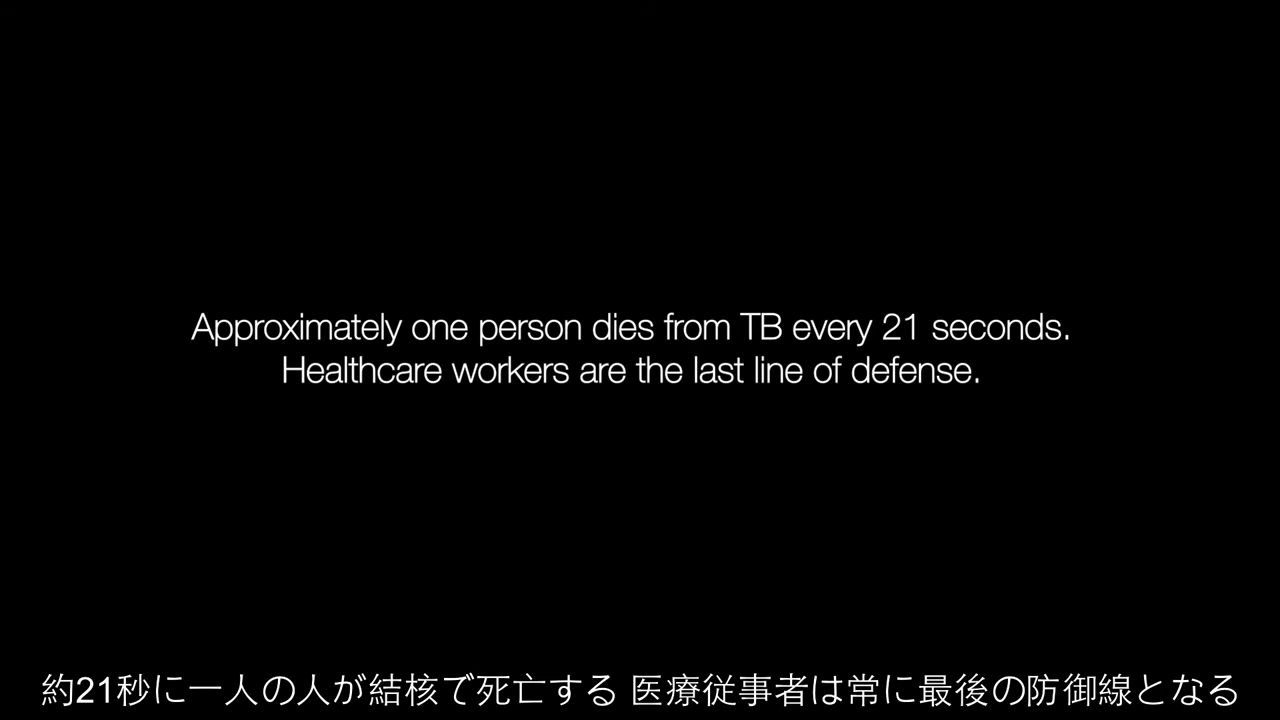 Approximately one person dies from TB every 21 seconds.
Healthcare workers are the last line of defense.
約21秒に一人の人が結核で死亡する 医療従事者は常に最後の防御線となる